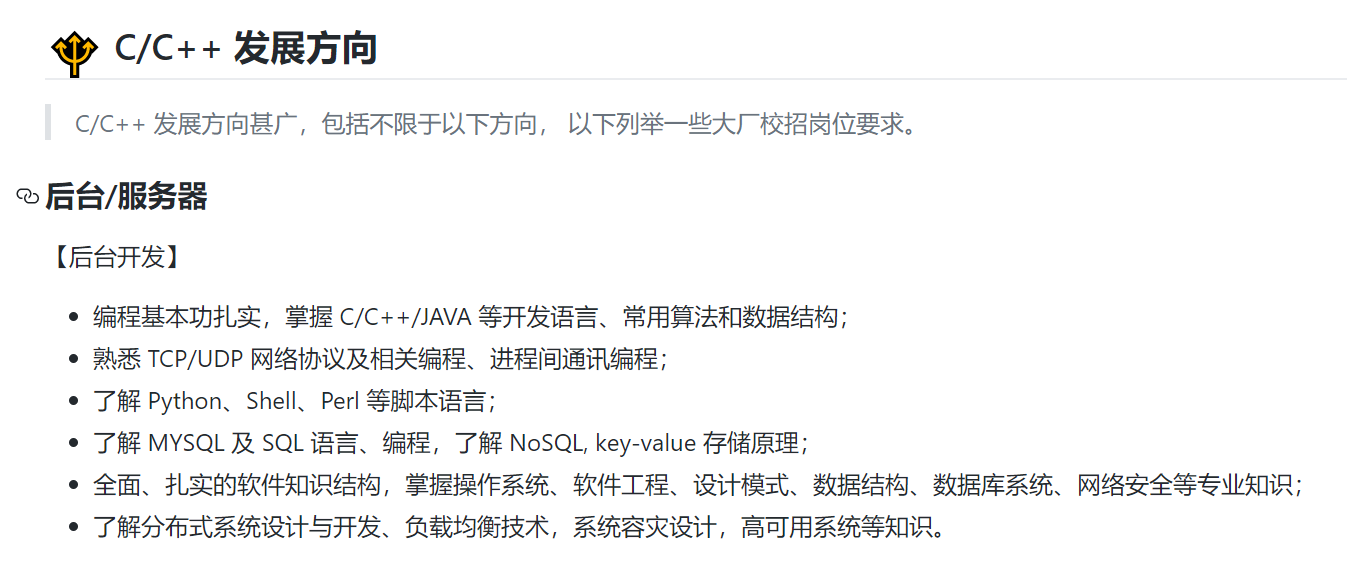 C/C++ 发展方向
C/C++ 发展方向甚广，包括不限于以下方向， 以下列举一些大厂校招岗位要求。
后台/服务器
【后台开发】
编程基本功扎实，掌握 C/C++/JAVA 等开发语言、常用算法和数据结构；
熟悉 TCP/UDP 网络协议及相关编程、进程间通讯编程；
了解 Python、Shell、Perl 等脚本语言；
了解 MYSQL 及 SQL 语言、编程，了解 NoSQL, key-value 存储原理；
全面、扎实的软件知识结构，掌握操作系统、软件工程、设计模式、数据结构、数据库系统、网络安全等专业知识；
了解分布式系统设计与开发、负载均衡技术，系统容灾设计，高可用系统等知识。